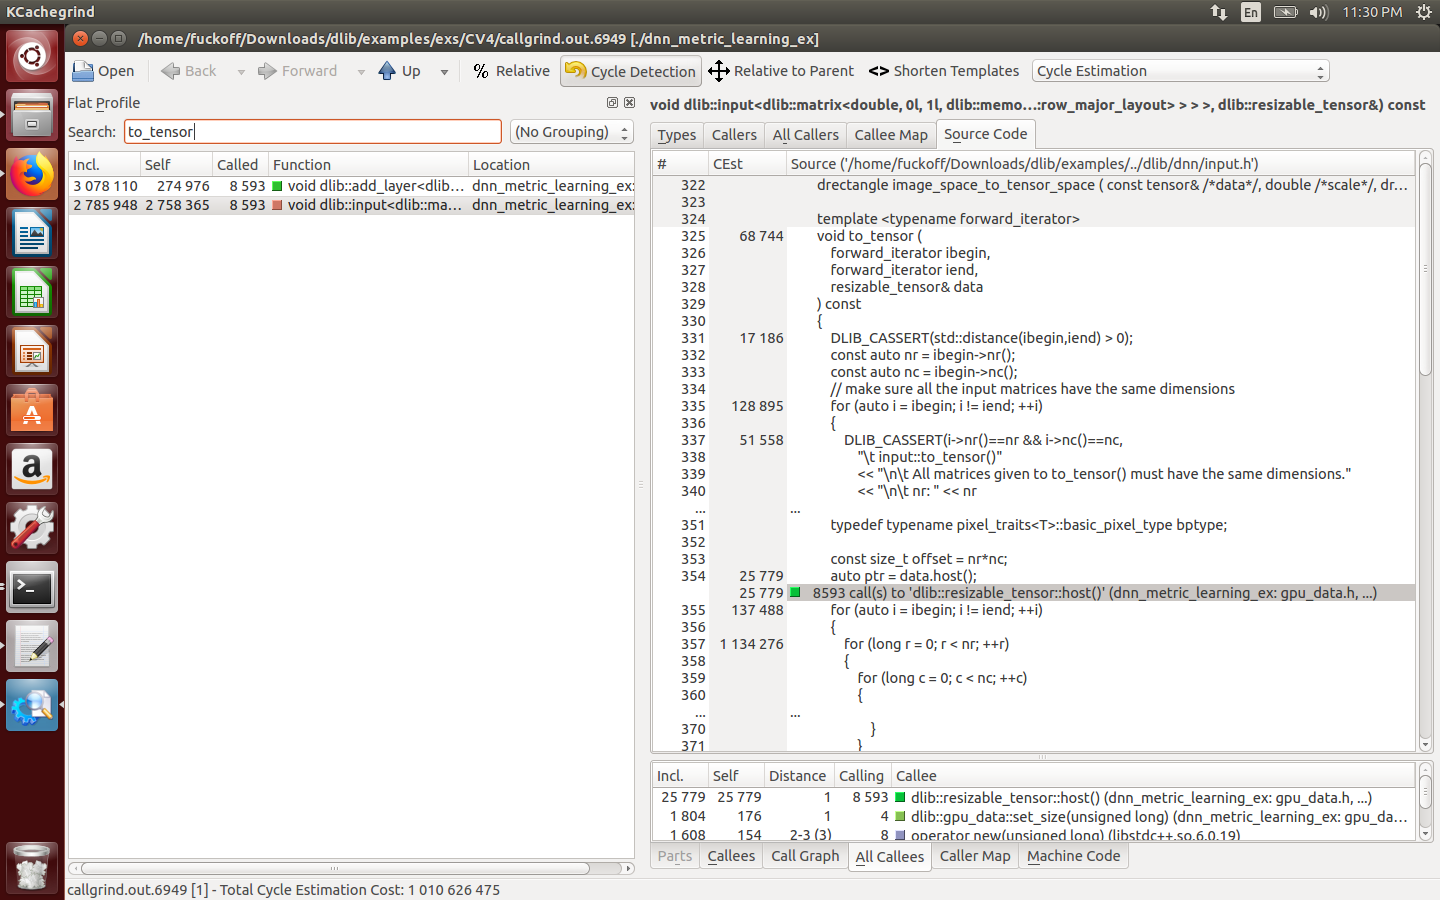 KCachegrind
En
11:30 PM
/home/fuckoff/Downloads/dlib/examples/exs/CV4/callgrind.out.6949 [./dnn_metric_learning_ex]
Open Back Forward Up % Relative Cycle Detection Relative to Parent <> Shorten Templates Cycle Estimation
Flat Profile
Search: to_tensor (No Grouping)
Incl. Self Called Function Location
3 078 110 274 976 8 593 void dlib::add_layer<dlib... dnn_metric_learning_ex:
2 785 948 2 758 365 8 593 void dlib::input<dlib::ma... dnn_metric_learning_ex:
void dlib::input<dlib::matrix<double, 0l, 1l, dlib::memo...:row_major_layout> > > >, dlib::resizable_tensor&) const
Types Callers All Callers Callee Map Source Code
# CEst Source ('/home/fuckoff/Downloads/dlib/examples/../dlib/dnn/input.h')
322 drectangle image_space_to_tensor_space ( const tensor& /*data*/, double /*scale*/, dr...
323
324 template <typename forward_iterator>
325 68 744 void to_tensor (
326 forward_iterator ibegin,
327 forward_iterator iend,
328 resizable_tensor& data
329 ) const
330 {
331 17 186 DLIB_CASSERT(std::distance(ibegin,iend) > 0);
332 const auto nr = ibegin->nr();
333 const auto nc = ibegin->nc();
334 // make sure all the input matrices have the same dimensions
335 128 895 for (auto i = ibegin; i != iend; ++i)
336 {
337 51 558 DLIB_CASSERT(i->nr()==nr && i->nc()==nc,
338 "\t input::to_tensor()"
339 << "\n\t All matrices given to to_tensor() must have the same dimensions."
340 << "\n\t nr: " << nr
... ...
351 typedef typename pixel_traits<T>::basic_pixel_type bptype;
352
353 const size_t offset = nr*nc;
354 25 779 auto ptr = data.host();
25 779 8593 call(s) to 'dlib::resizable_tensor::host()' (dnn_metric_learning_ex: gpu_data.h, ...)
355 137 488 for (auto i = ibegin; i != iend; ++i)
356 {
357 1 134 276 for (long r = 0; r < nr; ++r)
358 {
359 for (long c = 0; c < nc; ++c)
360 {
... ...
370 }
371 }
Incl. Self Distance Calling Callee
25 779 25 779 1 8 593 dlib::resizable_tensor::host() (dnn_metric_learning_ex: gpu_data.h, ...)
1 804 176 1 4 dlib::gpu_data::set_size(unsigned long) (dnn_metric_learning_ex: gpu_da...
1 608 154 2-3 (3) 8 operator new(unsigned long) (libstdc++.so.6.0.19)
Parts Callees Call Graph All Callees Caller Map Machine Code
callgrind.out.6949 [1] - Total Cycle Estimation Cost: 1 010 626 475